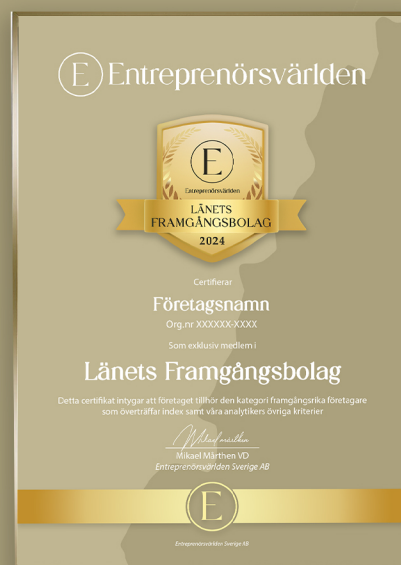 E Entreprenörsvärlden
E
Entreprenörsvärlden
LÄNETS
FRAMGÅNGSBOLAG
2024
Certifierar
Företagsnamn
Org.nr XXXXXX-XXXX
Som exklusiv medlem i
Länets Framgångsbolag
Detta certifikat intygar att företaget tillhör den kategori framgångsrika företagare
som överträffar index samt våra analytikers övriga kriterier
Mikael Mårthen VD
Entreprenörsvärlden Sverige AB
E
Entreprenörsvärlden Sverige AB